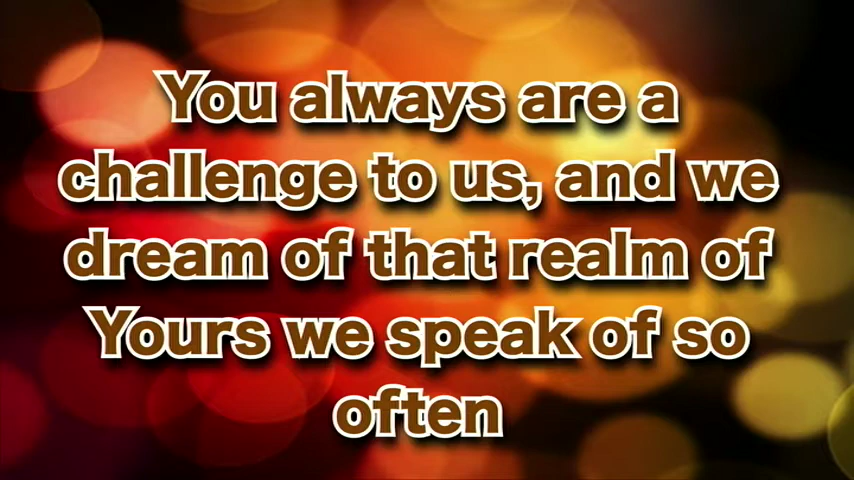 You always are a
challenge to us, and we
dream of that realm of
Yours we speak of so
often